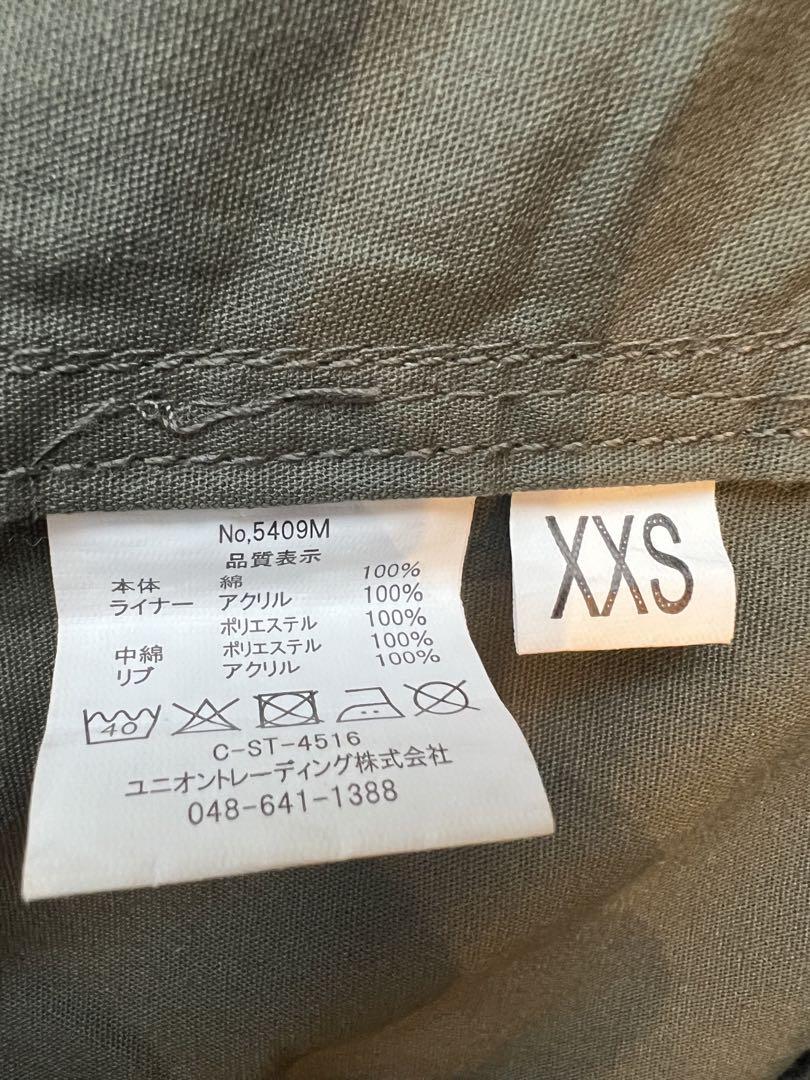 No,5409M
品質表示
本体 綿 100%
ライナー アクリル 100%
ポリエステル 100%
中綿 ポリエステル 100%
リブ アクリル 100%
40
C-ST-4516
ユニオントレーディング株式会社
048-641-1388
XXS